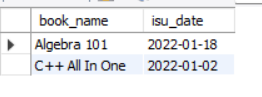 book_name isu_date
Algebra 101 2022-01-18
C++ All In One 2022-01-02